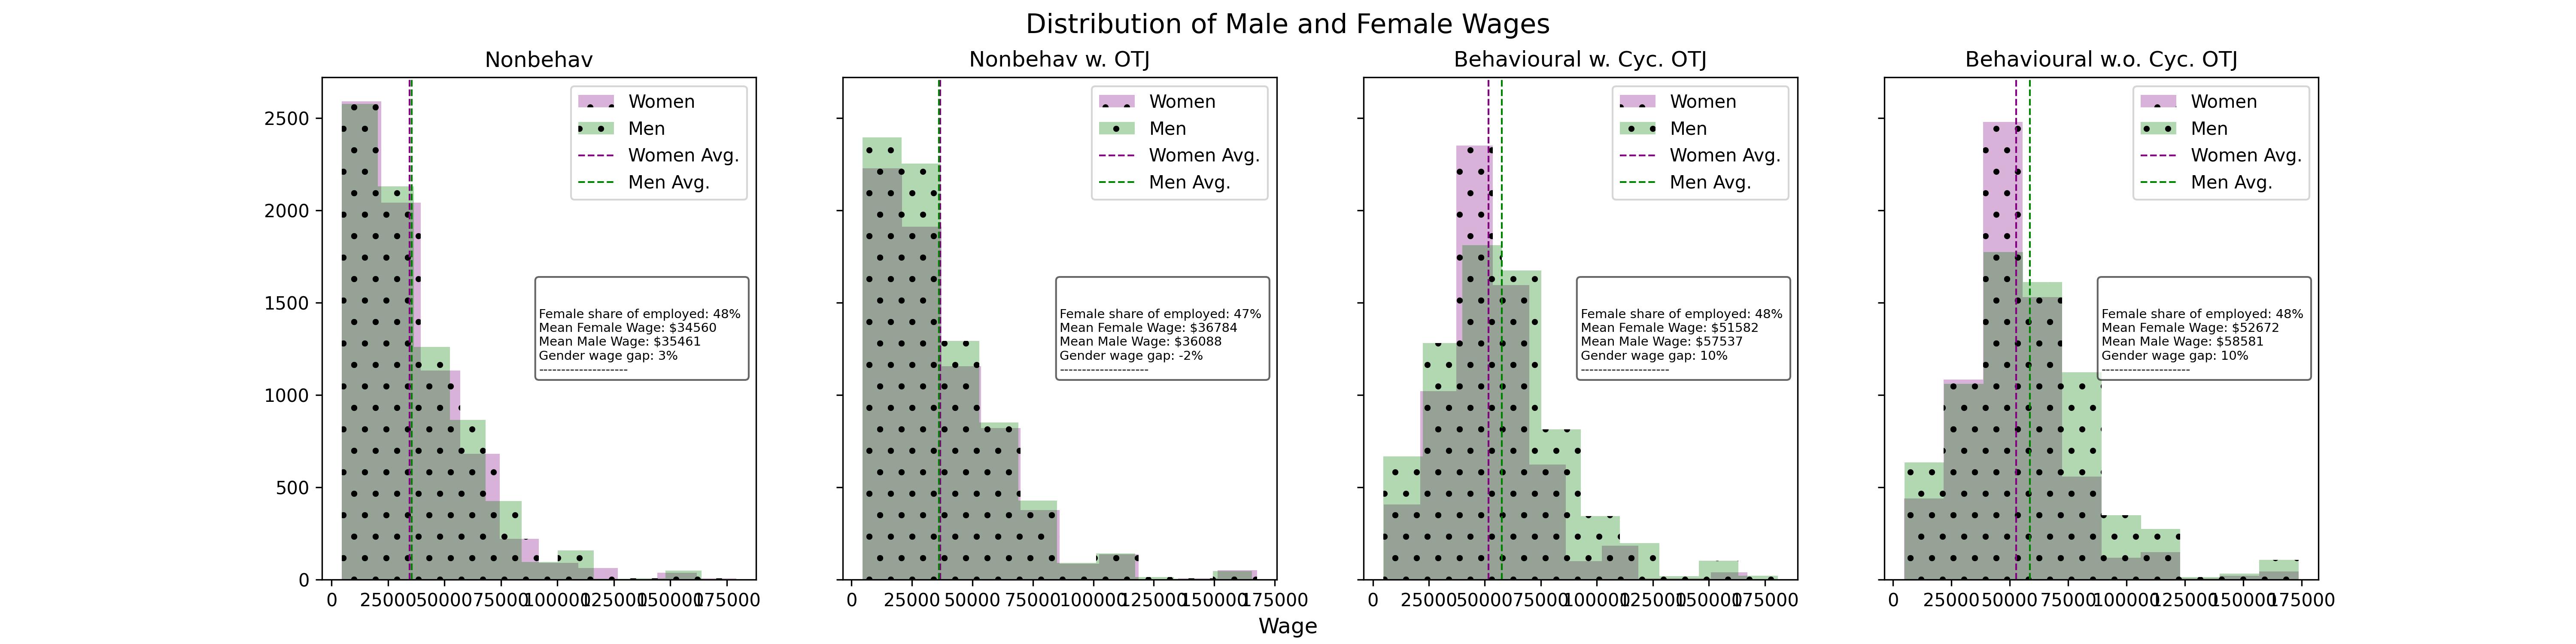 Distribution of Male and Female Wages
Nonbehav
2500
2000
1500
1000
500
0
Women
Men
Women Avg.
Men Avg.
Female share of employed: 48%
Mean Female Wage: $34560
Mean Male Wage: $35461
Gender wage gap: 3%
--------------------
0 25000 50000 75000 100000 125000 150000 175000
Nonbehav w. OTJ
Women
Men
Women Avg.
Men Avg.
Female share of employed: 47%
Mean Female Wage: $36784
Mean Male Wage: $36088
Gender wage gap: -2%
--------------------
0 25000 50000 75000 100000 125000 150000 175000
Behavioural w. Cyc. OTJ
Women
Men
Women Avg.
Men Avg.
Female share of employed: 48%
Mean Female Wage: $51582
Mean Male Wage: $57537
Gender wage gap: 10%
--------------------
0 25000 50000 75000 100000 125000 150000 175000
Behavioural w.o. Cyc. OTJ
Women
Men
Women Avg.
Men Avg.
Female share of employed: 48%
Mean Female Wage: $52672
Mean Male Wage: $58581
Gender wage gap: 10%
--------------------
0 25000 50000 75000 100000 125000 150000 175000
Wage